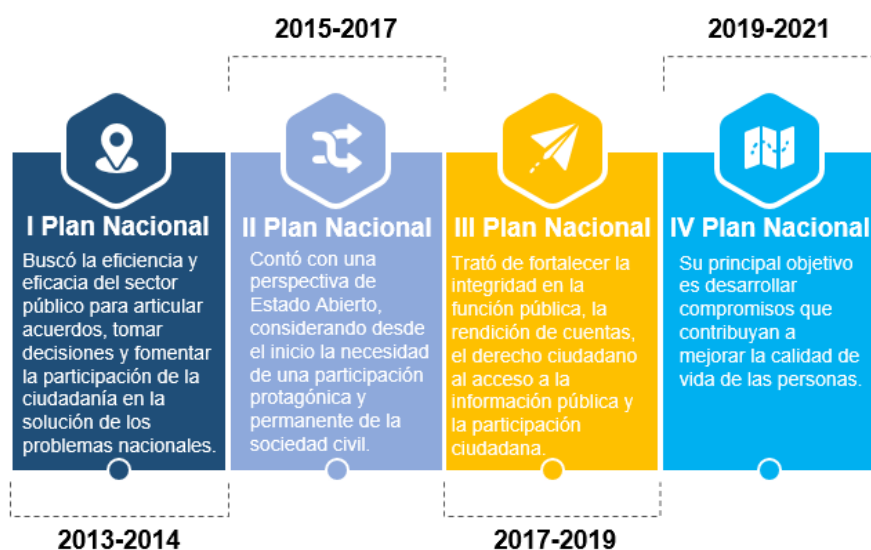 2015-2017
2019-2021
I Plan Nacional
Buscó la eficiencia y
eficacia del sector
público para articular
acuerdos, tomar
decisiones y fomentar
la participación de la
ciudadanía en la
solución de los
problemas nacionales.
II Plan Nacional
Contó con una
perspectiva de
Estado Abierto,
considerando desde
el inicio la necesidad
de una participación
protagónica y
permanente de la
sociedad civil.
III Plan Nacional
Trató de fortalecer la
integridad en la
función pública, la
rendición de cuentas,
el derecho ciudadano
al acceso a la
información pública y
la participación
ciudadana.
IV Plan Nacional
Su principal objetivo
es desarrollar
compromisos que
contribuyan a
mejorar la calidad de
vida de las personas.
2013-2014
2017-2019